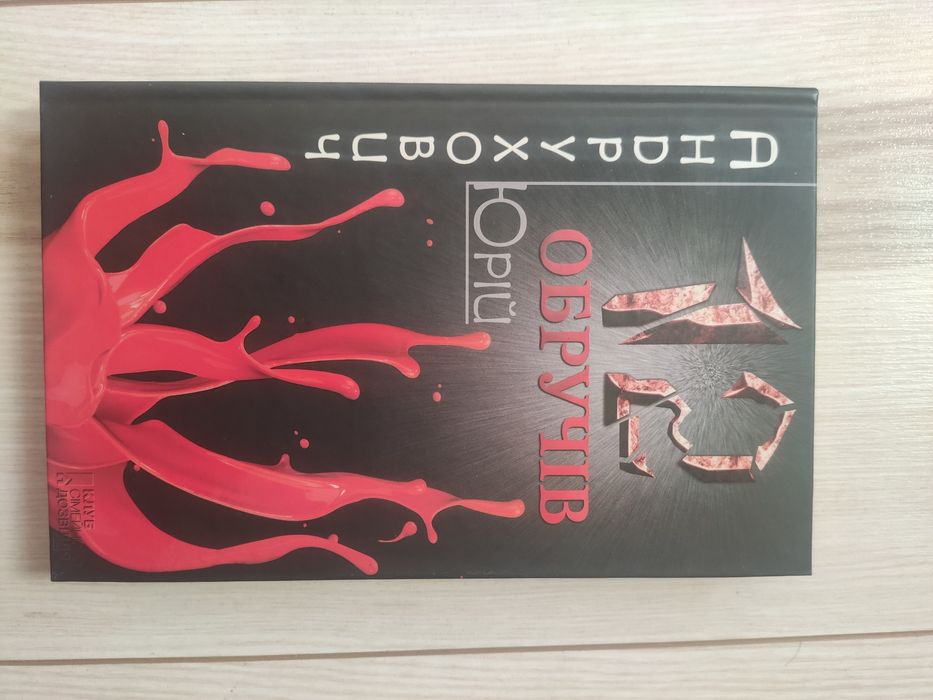 АНДРУХОВИЧ
ЮРІЙ
12
ОБРУЧІВ
КЛУБ
СІМЕЙНОГО
ДОЗВІЛЛЯ